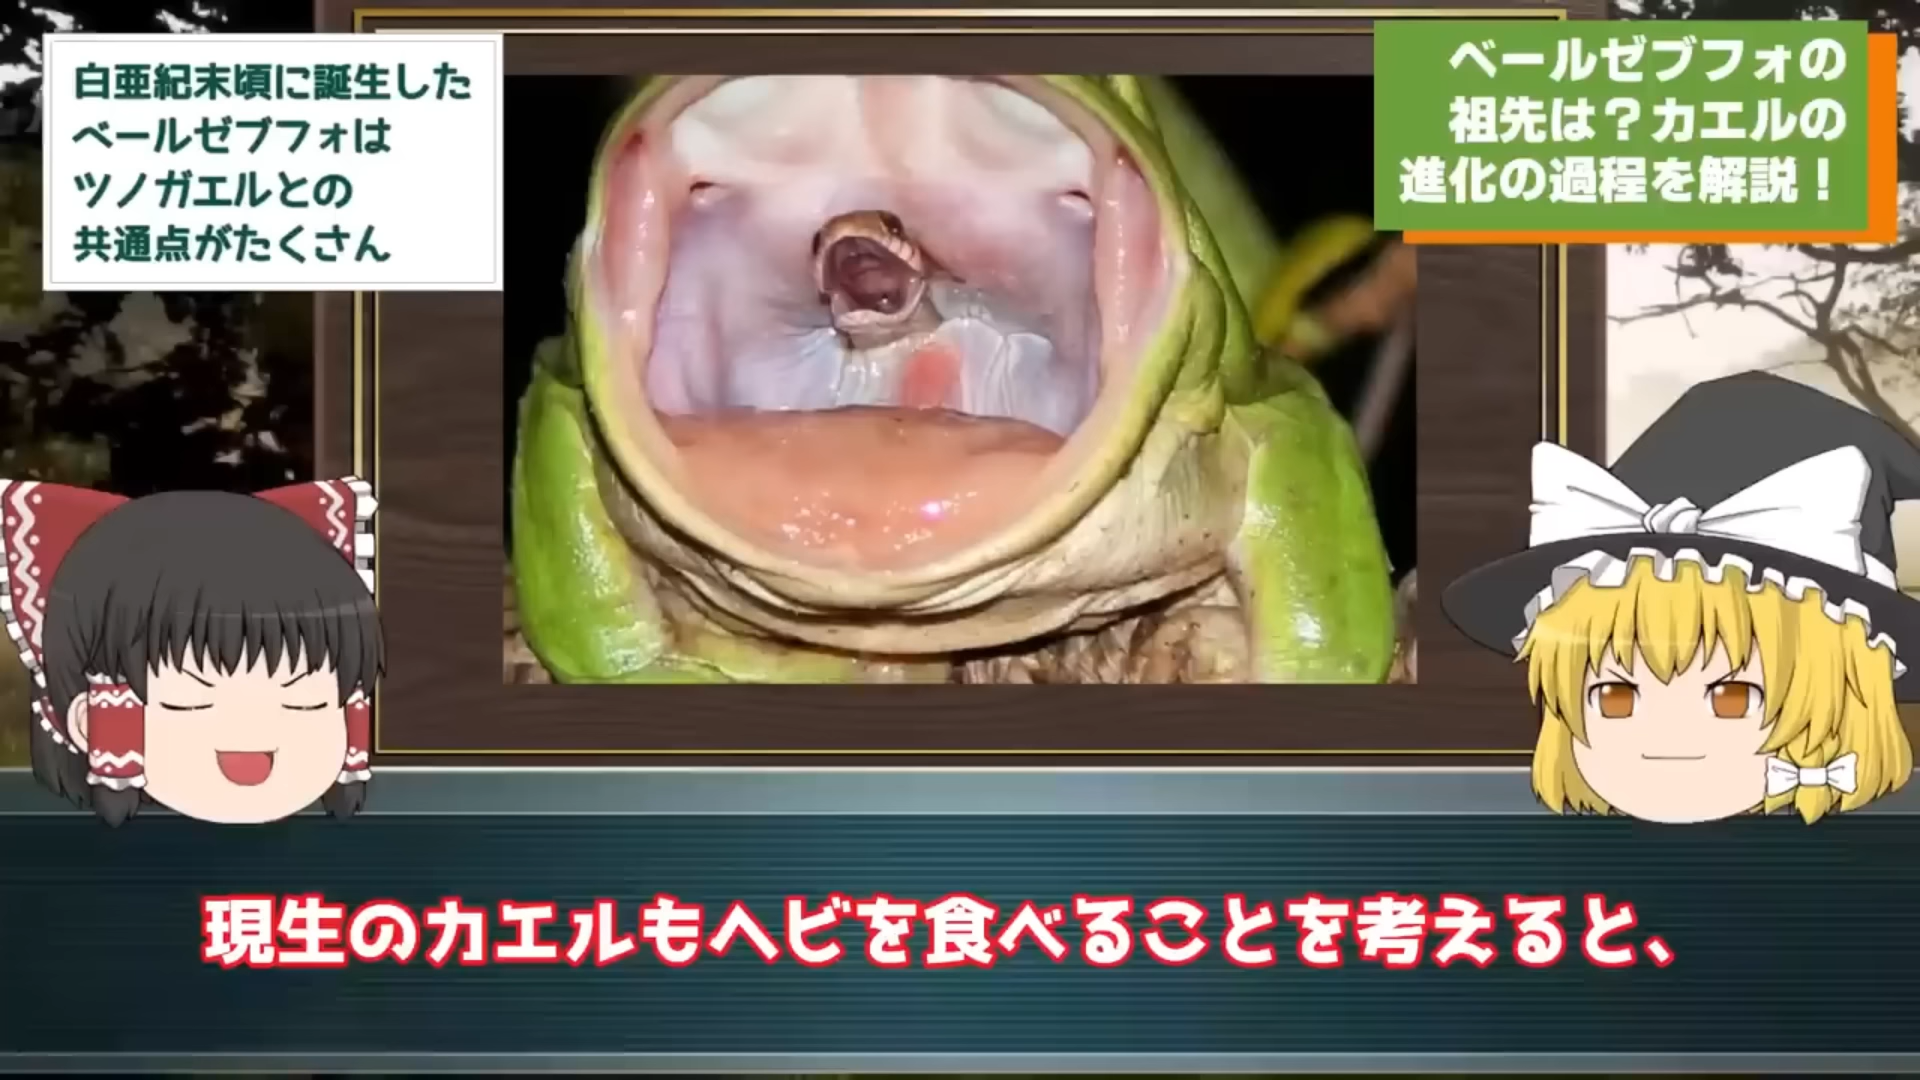 白亜紀末頃に誕生した
ベールゼブフォは
ツノガエルとの
共通点がたくさん
ベールゼブフォの
祖先は？カエルの
進化の過程を解説！
現生のカエルもヘビを食べることを考えると、